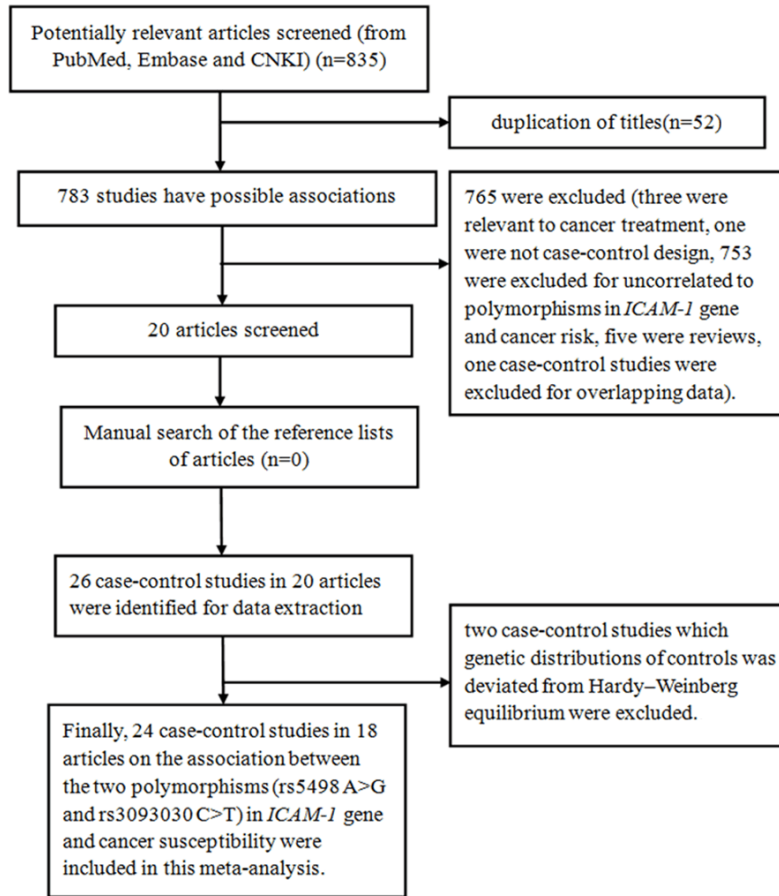 Potentially relevant articles screened (from
PubMed, Embase and CNKI) (n=835)
duplication of titles(n=52)
783 studies have possible associations
765 were excluded (three were
relevant to cancer treatment, one
were not case-control design, 753
were excluded for uncorrelated to
polymorphisms in ICAM-1 gene
and cancer risk, five were reviews,
one case-control studies were
excluded for overlapping data).
20 articles screened
Manual search of the reference lists
of articles (n=0)
26 case-control studies in 20 articles
were identified for data extraction
two case-control studies which
genetic distributions of controls was
deviated from Hardy–Weinberg
equilibrium were excluded.
Finally, 24 case-control studies in 18
articles on the association between
the two polymorphisms (rs5498 A>G
and rs3093030 C>T) in ICAM-1 gene
and cancer susceptibility were
included in this meta-analysis.